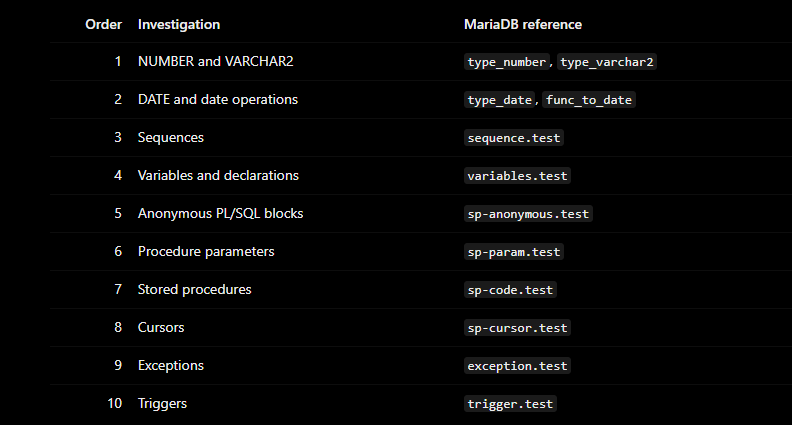 Order Investigation MariaDB reference
1 NUMBER and VARCHAR2 type_number, type_varchar2
2 DATE and date operations type_date, func_to_date
3 Sequences sequence.test
4 Variables and declarations variables.test
5 Anonymous PL/SQL blocks sp-anonymous.test
6 Procedure parameters sp-param.test
7 Stored procedures sp-code.test
8 Cursors sp-cursor.test
9 Exceptions exception.test
10 Triggers trigger.test